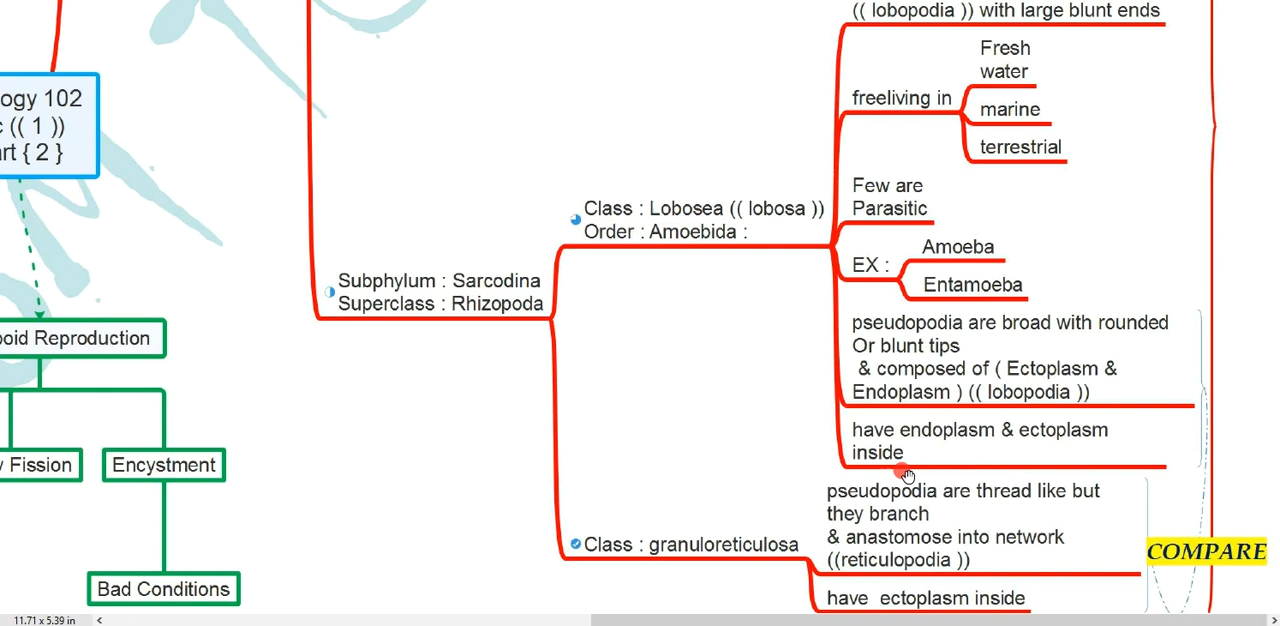 (( lobopodia )) with large blunt ends
Fresh
water
freeliving in
marine
terrestrial
ogy 102
(( 1 ))
rt { 2 }
Few are
Parasitic
Class : Lobosea (( lobosa ))
Order : Amoebida :
Amoeba
EX :
Entamoeba
Subphylum : Sarcodina
Superclass : Rhizopoda
oid Reproduction
pseudopodia are broad with rounded
Or blunt tips
& composed of ( Ectoplasm &
Endoplasm ) (( lobopodia ))
have endoplasm & ectoplasm
inside
Fission
Encystment
pseudopodia are thread like but
they branch
& anastomose into network
((reticulopodia ))
Class : granuloreticulosa
COMPARE
Bad Conditions
have ectoplasm inside
11.71 x 5.39 in